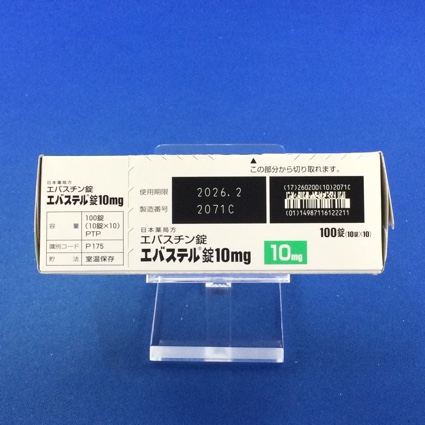 日本薬局方
エバスチン錠
エバステル®錠10mg
容量 100錠
(10錠×10)
PTP
識別コード P175
貯法 室温保存
▲
この部分から切り取れます。
使用期限 2026.2
製造番号 2071C
(17)260200(10)2071C
(01)14987116122211
日本薬局方
エバスチン錠
エバステル®錠10mg
10mg
100錠(10錠×10)